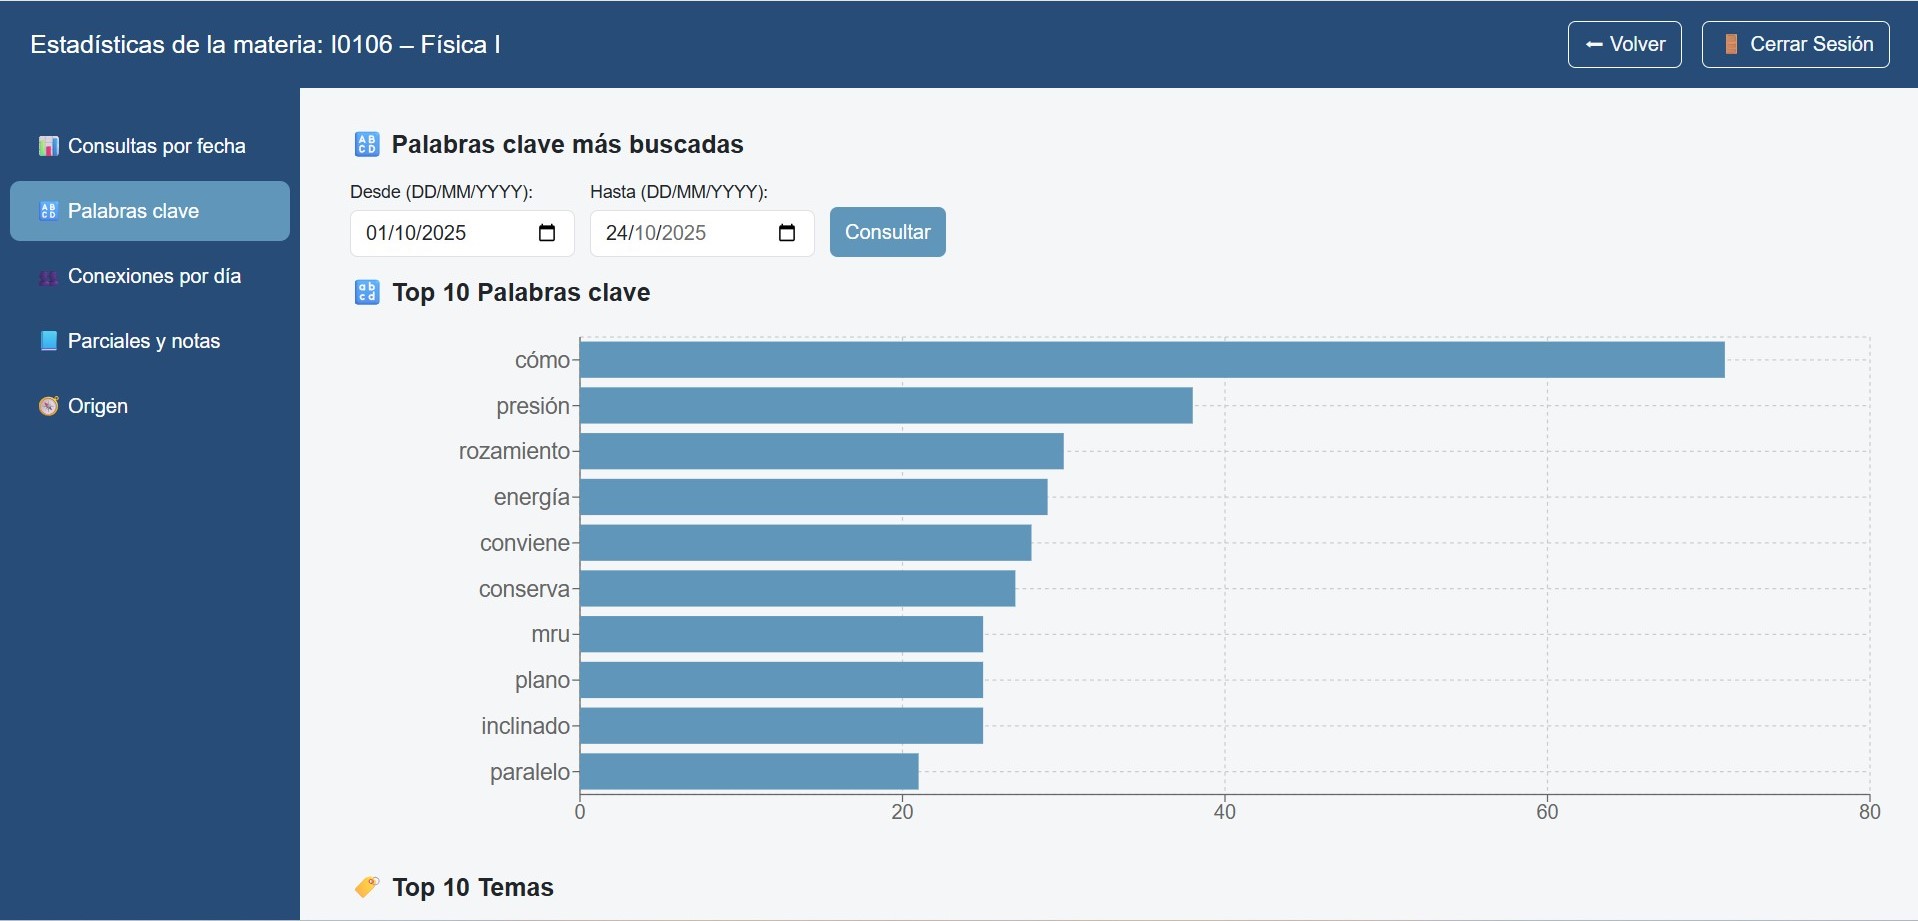 Estadísticas de la materia: I0106 – Física I
Volver
Cerrar Sesión
Consultas por fecha
Palabras clave
Conexiones por día
Parciales y notas
Origen
Palabras clave más buscadas
Desde (DD/MM/YYYY):
Hasta (DD/MM/YYYY):
01/10/2025
24/10/2025
Consultar
Top 10 Palabras clave
cómo
presión
rozamiento
energía
conviene
conserva
mru
plano
inclinado
paralelo
0 20 40 60 80
Top 10 Temas